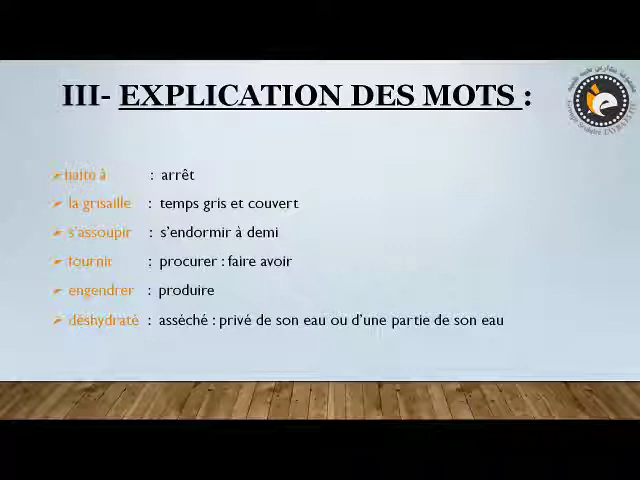 III- EXPLICATION DES MOTS :
➢ halte à : arrêt
➢ la grisaille : temps gris et couvert
➢ s'assoupir : s'endormir à demi
➢ fournir : procurer : faire avoir
➢ engendrer : produire
➢ déshydraté : asséché : privé de son eau ou d'une partie de son eau